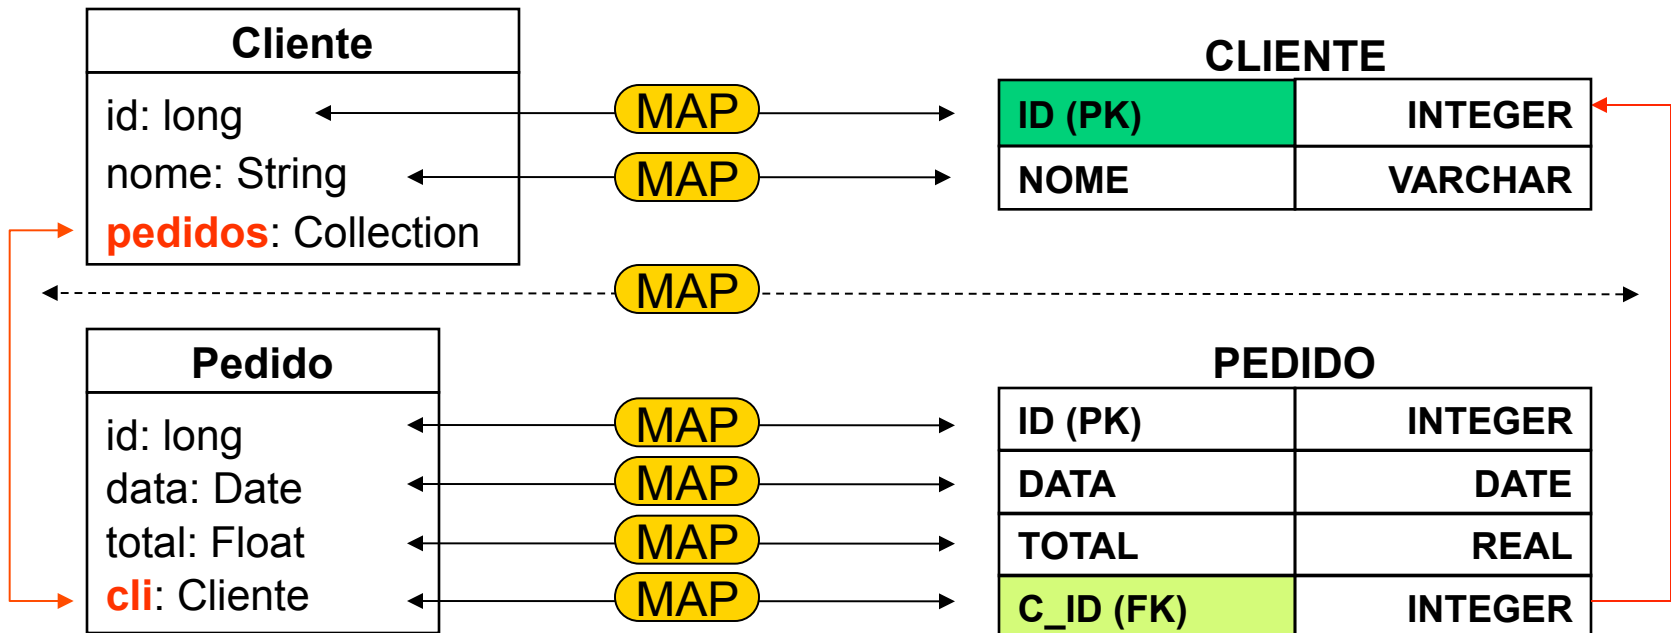 Cliente
CLIENTE
id: long MAP ID (PK) INTEGER
nome: String MAP NOME VARCHAR
pedidos: Collection
MAP
Pedido PEDIDO
id: long MAP ID (PK) INTEGER
data: Date MAP DATA DATE
total: Float MAP TOTAL REAL
cli: Cliente MAP C_ID (FK) INTEGER